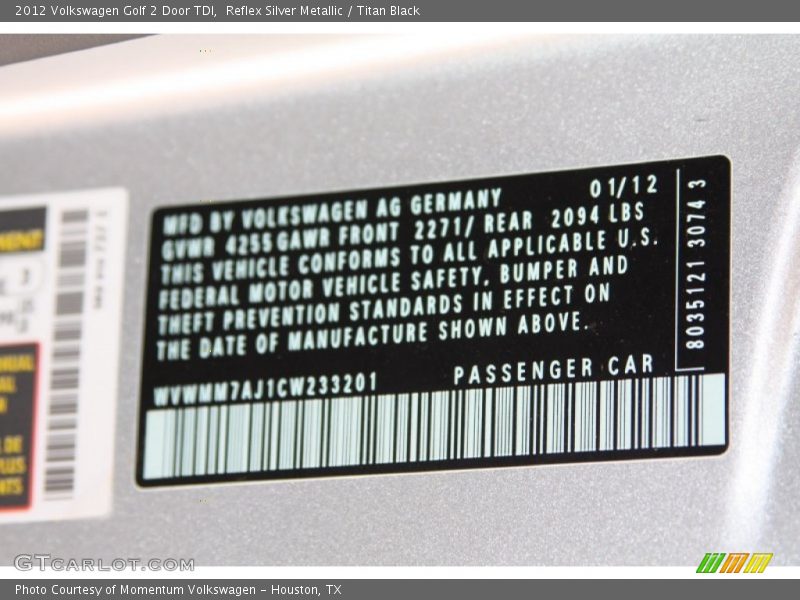 2012 Volkswagen Golf 2 Door TDI, Reflex Silver Metallic / Titan Black
MFD BY VOLKSWAGEN AG GERMANY 01/12
GVWR 4255 GAWR FRONT 2271/ REAR 2094 LBS
THIS VEHICLE CONFORMS TO ALL APPLICABLE U.S.
FEDERAL MOTOR VEHICLE SAFETY, BUMPER AND
THEFT PREVENTION STANDARDS IN EFFECT ON
THE DATE OF MANUFACTURE SHOWN ABOVE.
WVWMM7AJ1CW233201 PASSENGER CAR
8035121 3074 3
GTCARLOT.COM
Photo Courtesy of Momentum Volkswagen - Houston, TX